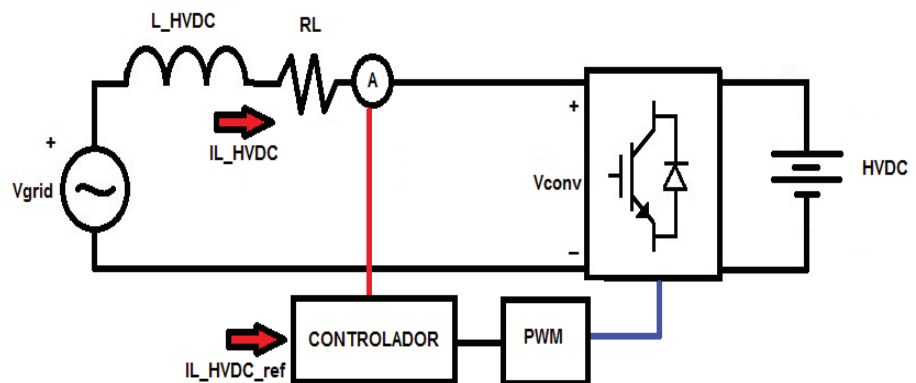 L_HVDC
RL
A
IL_HVDC
+
+
Vgrid
Vconv
HVDC
–
CONTROLADOR
PWM
IL_HVDC_ref